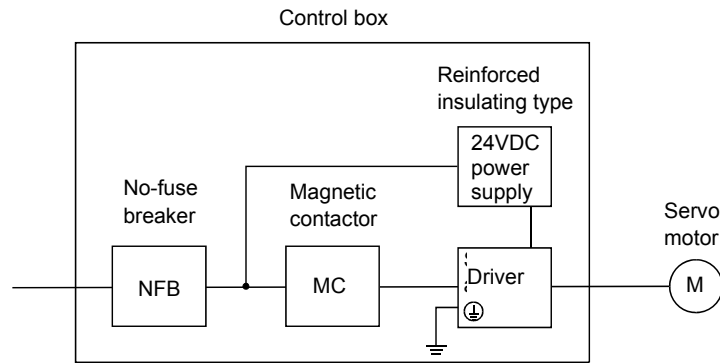 Control box
Reinforced
insulating type
24VDC
power
supply
No-fuse
breaker
Magnetic
contactor
Servo
motor
NFB
MC
Driver
M